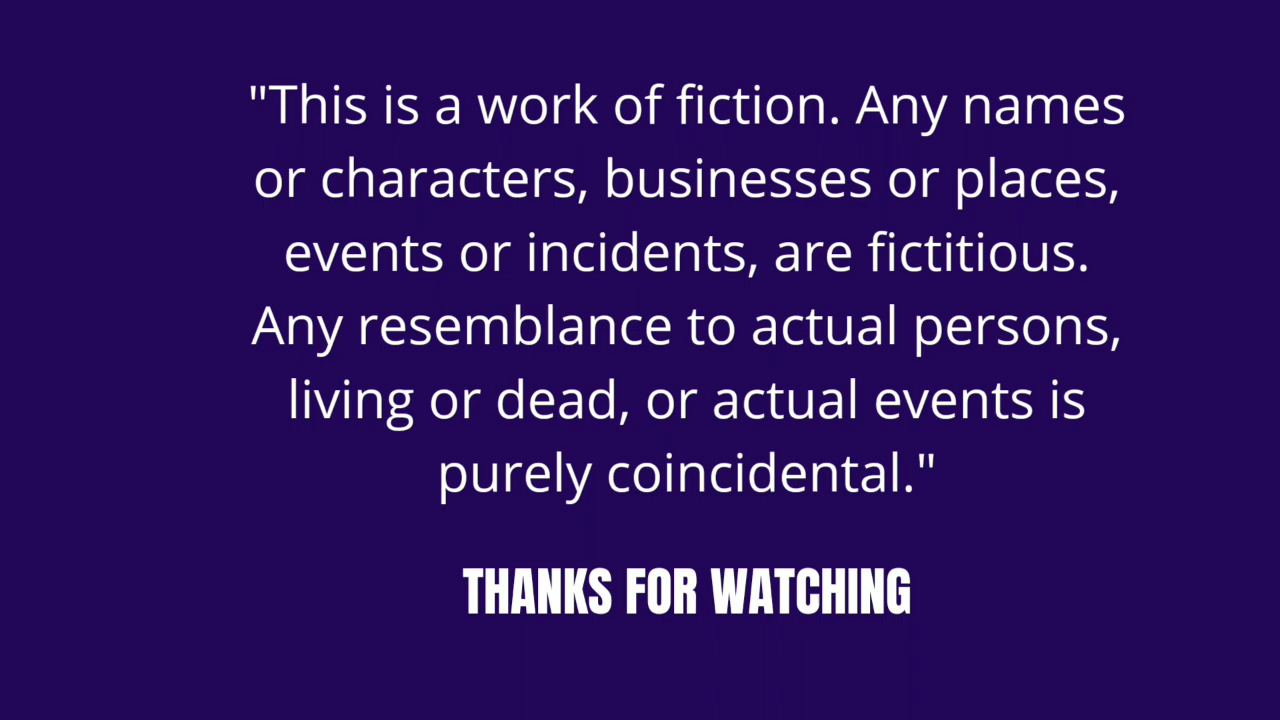 "This is a work of fiction. Any names
or characters, businesses or places,
events or incidents, are fictitious.
Any resemblance to actual persons,
living or dead, or actual events is
purely coincidental."
THANKS FOR WATCHING